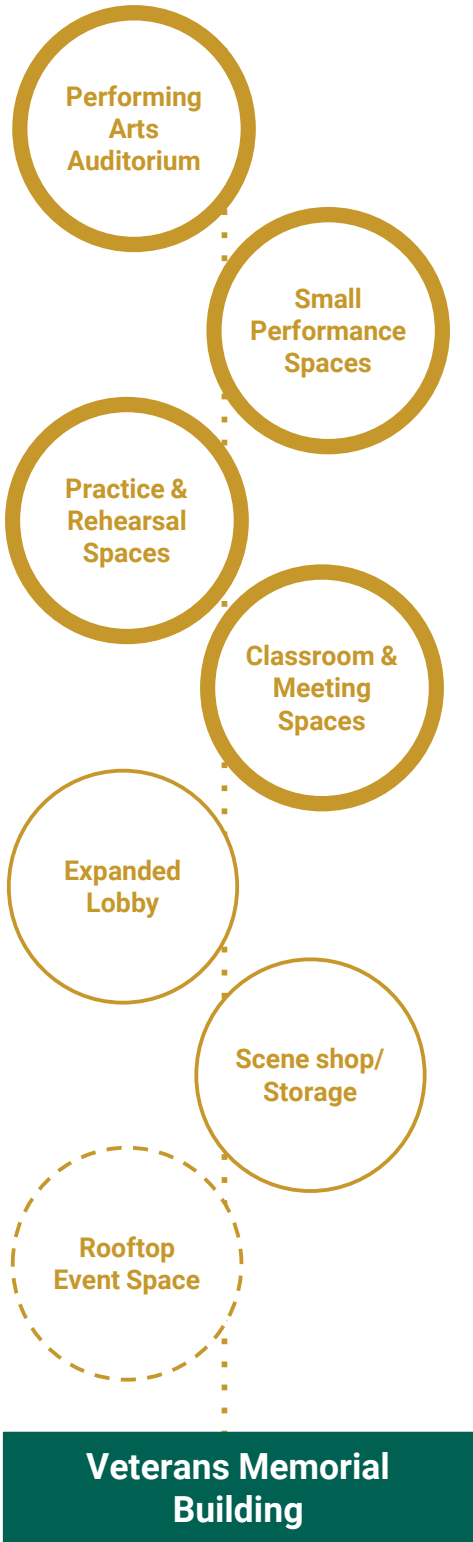 Performing
Arts
Auditorium
Small
Performance
Spaces
Practice &
Rehearsal
Spaces
Classroom &
Meeting
Spaces
Expanded
Lobby
Scene shop/
Storage
Rooftop
Event Space
Veterans Memorial
Building